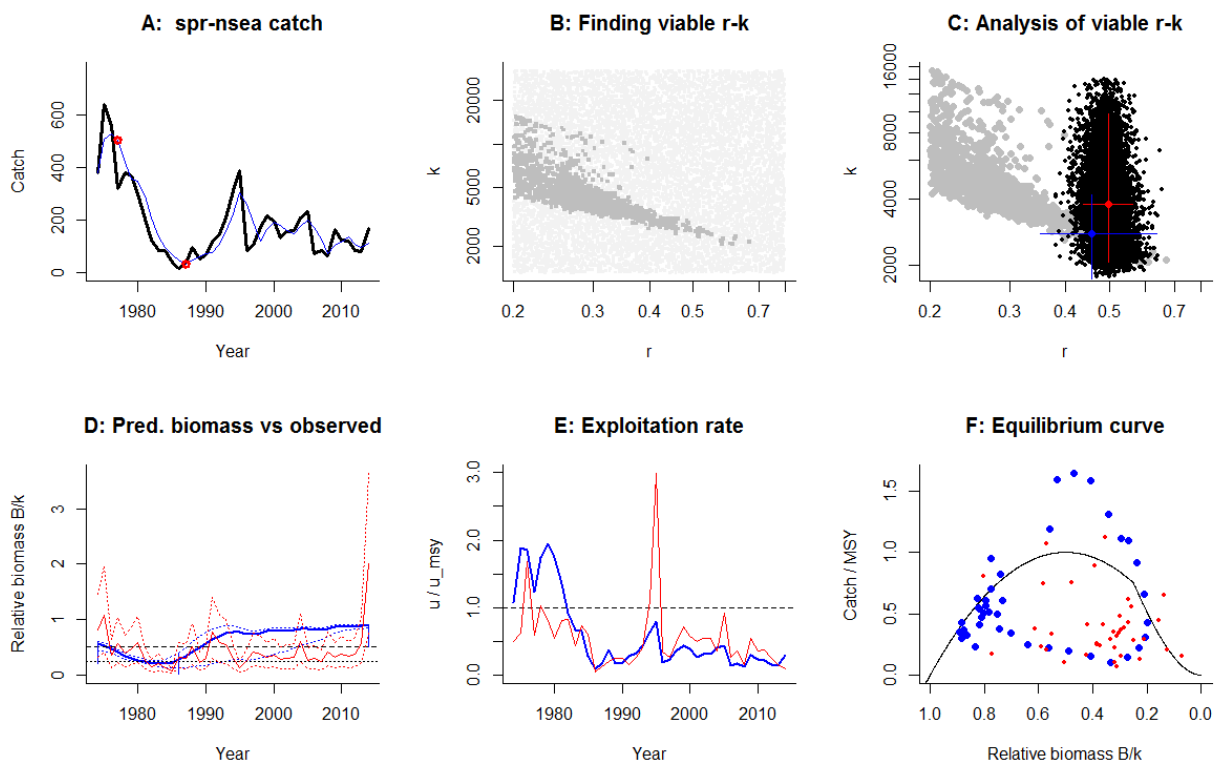 A:  spr-nsea catch
Catch
0 200 400 600
1980 1990 2000 2010
Year
B: Finding viable r-k
k
2000 5000 20000
0.2 0.3 0.4 0.5 0.7
r
C: Analysis of viable r-k
k
2000 4000 8000 16000
0.2 0.3 0.4 0.5 0.7
r
D: Pred. biomass vs observed
Relative biomass B/k
0 1 2 3
1980 1990 2000 2010
Year
E: Exploitation rate
u / u_msy
0.0 1.0 2.0 3.0
1980 1990 2000 2010
Year
F: Equilibrium curve
Catch / MSY
0.0 0.5 1.0 1.5
1.0 0.8 0.6 0.4 0.2 0.0
Relative biomass B/k